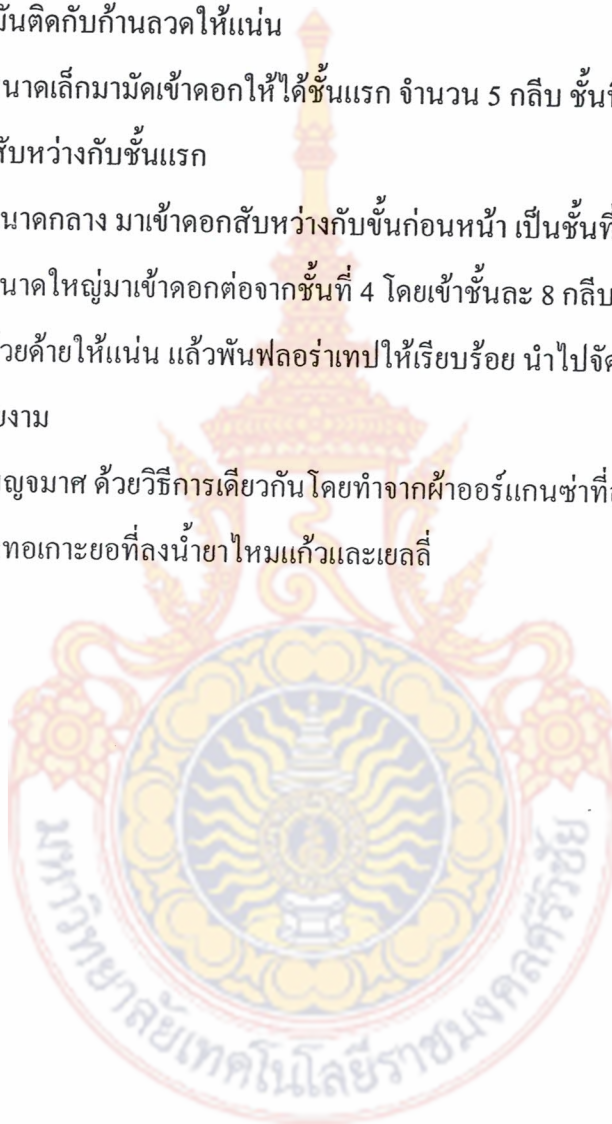 มันติดกับก้านลวดให้แน่น
นาดเล็กมามัดเข้าดอกให้ได้ชั้นแรก จำนวน 5 กลีบ ชั้นที่
สับหว่างกับชั้นแรก
นาดกลาง มาเข้าดอกสับหว่างกับขั้นก่อนหน้า เป็นชั้นที่
นาดใหญ่มาเข้าดอกต่อจากชั้นที่ 4 โดยเข้าชั้นละ 8 กลีบ
วยด้ายให้แน่น แล้วพันฟลอร่าเทปให้เรียบร้อย นำไปจัด
ยงาม
บญจมาศ ด้วยวิธีการเดียวกัน โดยทำจากผ้าออร์แกนซ่าที่
ทอเกาะยอที่ลงน้ำยาไหมแก้วและเยลลี่
มหาวิทยาลัยเทคโนโลยีราชมงคลศรีวิชัย